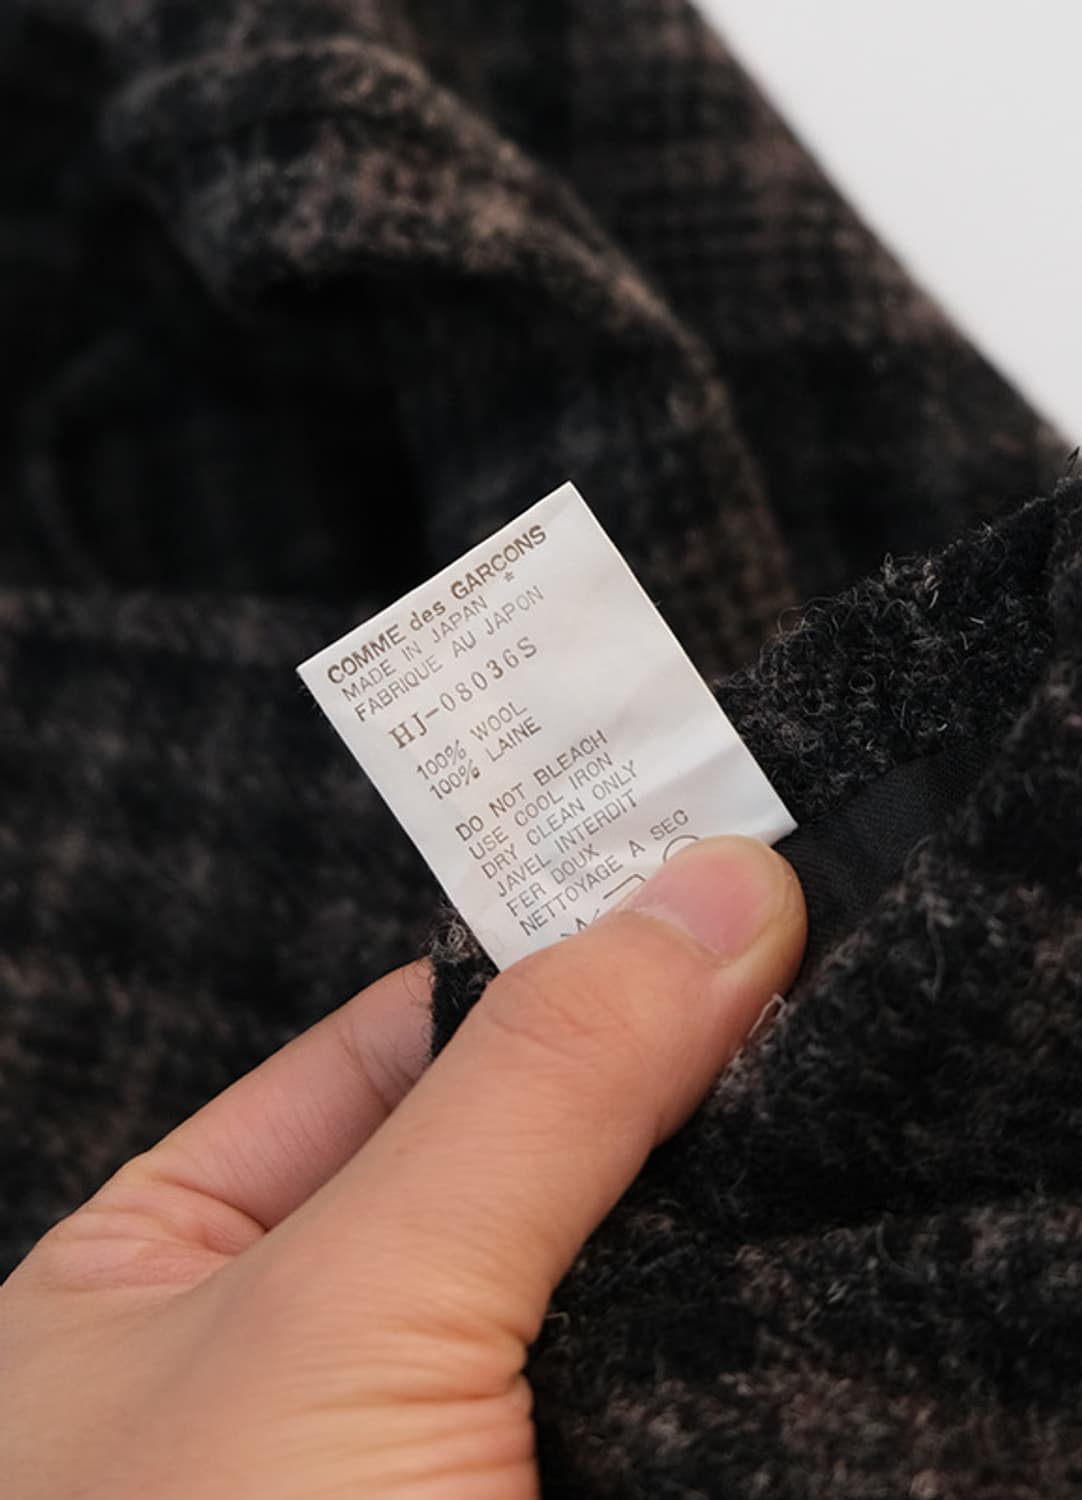 COMME des GARCONS
*
MADE IN JAPAN
FABRIQUE AU JAPON
HJ-08036S
100% WOOL
100% LAINE
DO NOT BLEACH
USE COOL IRON
DRY CLEAN ONLY
JAVEL INTERDIT
FER DOUX
NETTOYAGE A SEC